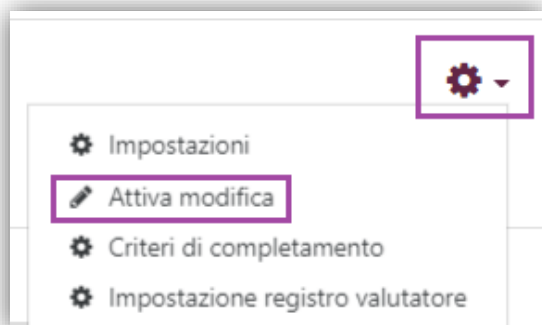 Impostazioni
Attiva modifica
Criteri di completamento
Impostazione registro valutatore